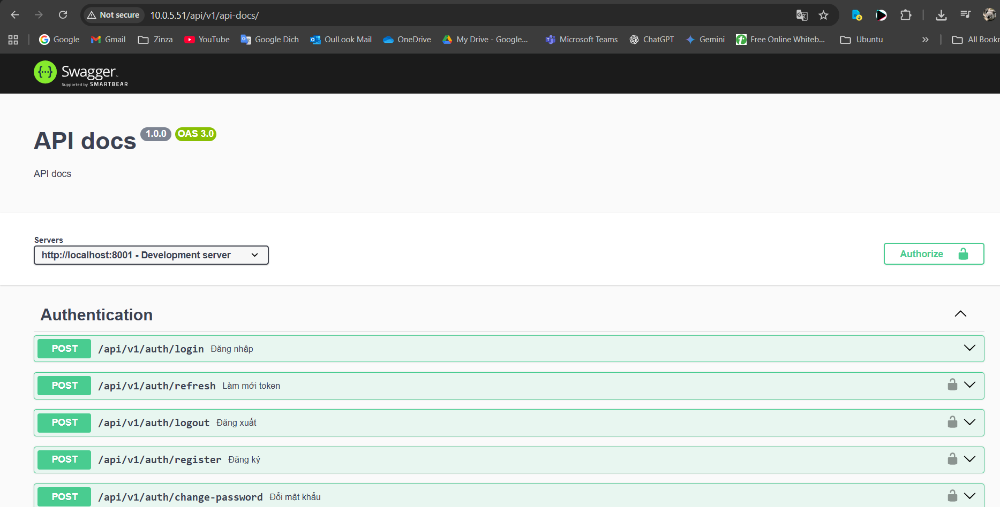 Not secure 10.0.5.51/api/v1/api-docs/
Google Gmail Zinza YouTube Google Dịch OulLook Mail OneDrive My Drive - Google... Microsoft Teams ChatGPT Gemini Free Online Whiteb... Ubuntu All Bookr
Swagger
Supported by SMARTBEAR
API docs 1.0.0 OAS 3.0
API docs
Servers
http://localhost:8001 - Development server
Authorize
Authentication
POST /api/v1/auth/login Đăng nhập
POST /api/v1/auth/refresh Làm mới token
POST /api/v1/auth/logout Đăng xuất
POST /api/v1/auth/register Đăng ký
POST /api/v1/auth/change-password Đổi mật khẩu